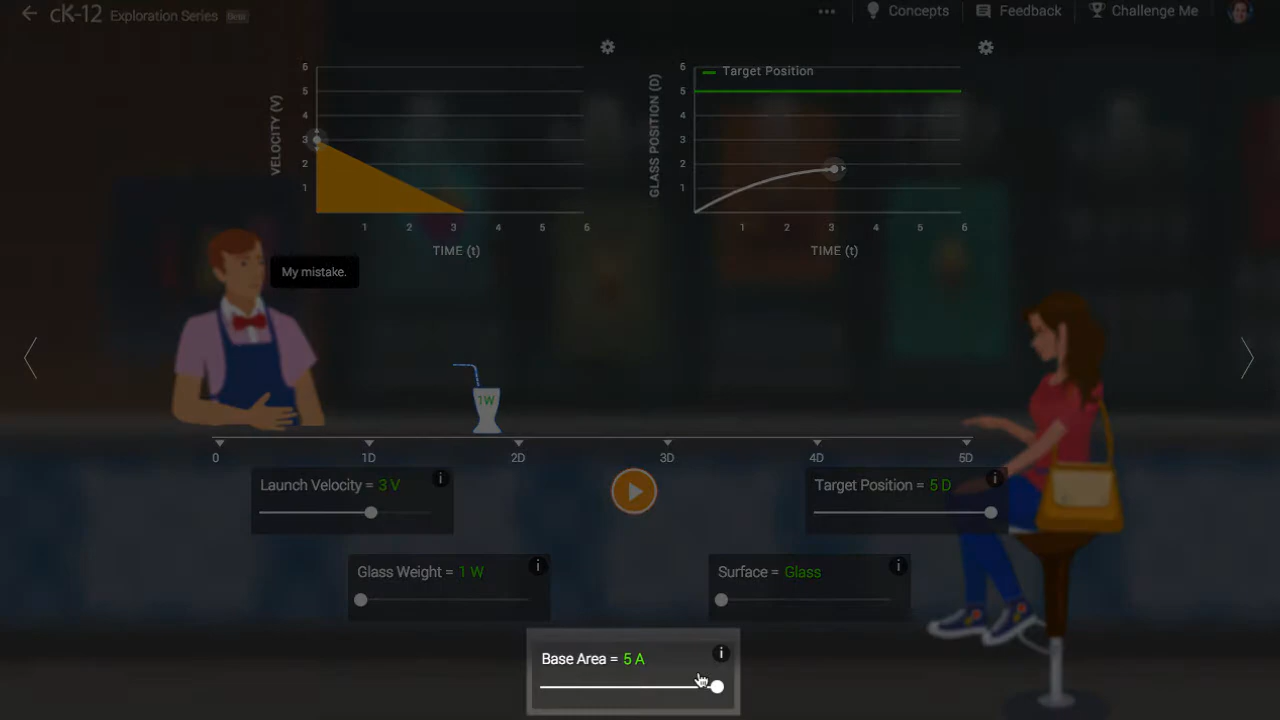 cK-12 Exploration Series Beta
Concepts
Feedback
Challenge Me
VELOCITY (V)
6
5
4
3
2
1
1 2 3 4 5 6
TIME (t)
GLASS POSITION (D)
6
5
4
3
2
1
Target Position
1 2 3 4 5 6
TIME (t)
My mistake.
1W
0 1D 2D 3D 4D 5D
Launch Velocity = 3 V
Target Position = 5 D
Glass Weight = 1 W
Surface = Glass
Base Area = 5 A